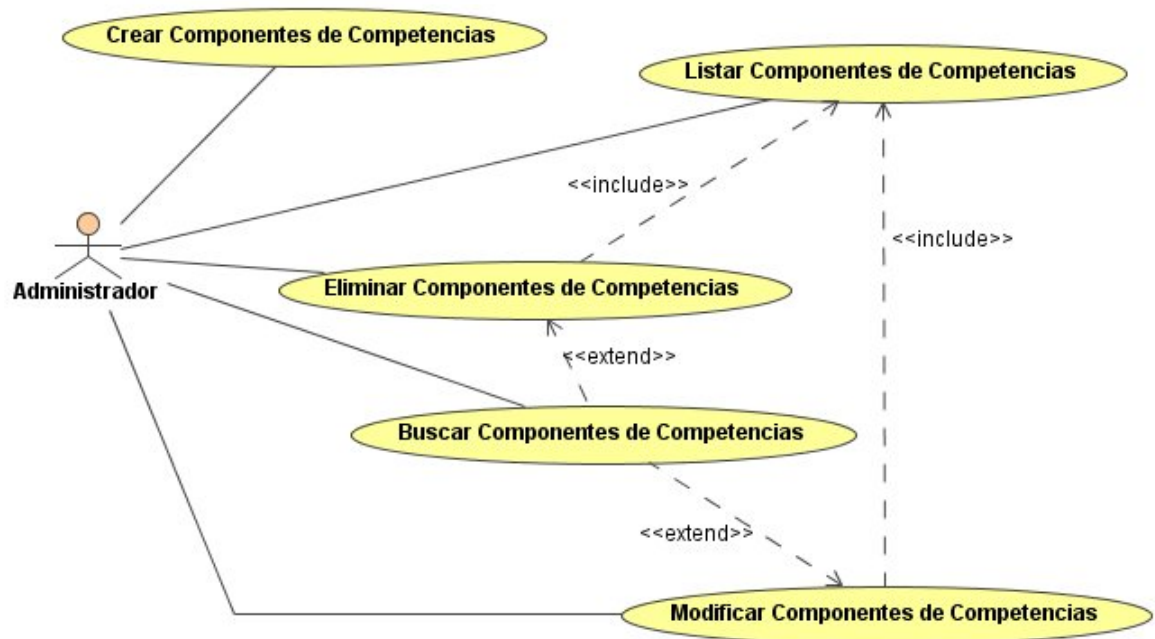 Crear Componentes de Competencias
Listar Componentes de Competencias
<<include>>
<<include>>
Administrador
Eliminar Componentes de Competencias
<<extend>>
Buscar Componentes de Competencias
<<extend>>
Modificar Componentes de Competencias